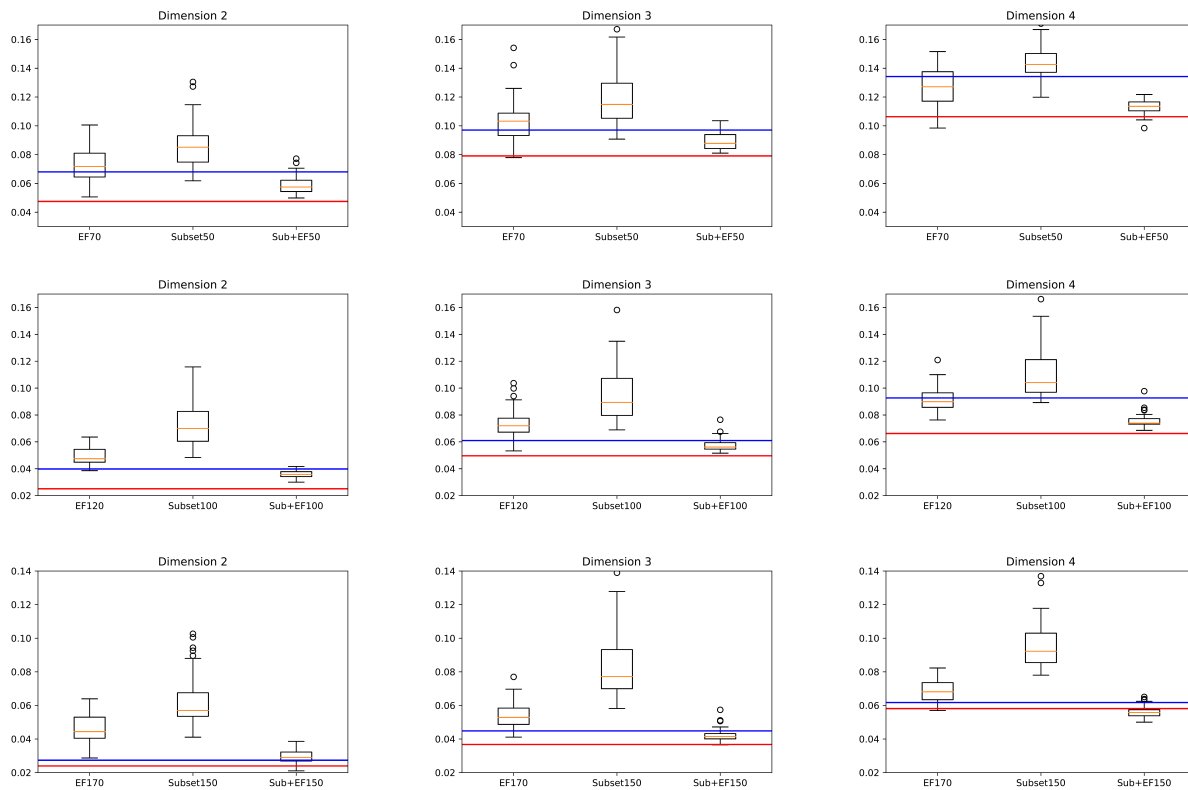 Dimension 2 Dimension 3 Dimension 4
0.16 0.16 0.16
0.14 0.14 0.14
0.12 0.12 0.12
0.10 0.10 0.10
0.08 0.08 0.08
0.06 0.06 0.06
0.04 0.04 0.04
EF70 Subset50 Sub+EF50 EF70 Subset50 Sub+EF50 EF70 Subset50 Sub+EF50
Dimension 2 Dimension 3 Dimension 4
0.16 0.16 0.16
0.14 0.14 0.14
0.12 0.12 0.12
0.10 0.10 0.10
0.08 0.08 0.08
0.06 0.06 0.06
0.04 0.04 0.04
0.02 0.02 0.02
EF120 Subset100 Sub+EF100 EF120 Subset100 Sub+EF100 EF120 Subset100 Sub+EF100
Dimension 2 Dimension 3 Dimension 4
0.14 0.14 0.14
0.12 0.12 0.12
0.10 0.10 0.10
0.08 0.08 0.08
0.06 0.06 0.06
0.04 0.04 0.04
0.02 0.02 0.02
EF170 Subset150 Sub+EF150 EF170 Subset150 Sub+EF150 EF170 Subset150 Sub+EF150